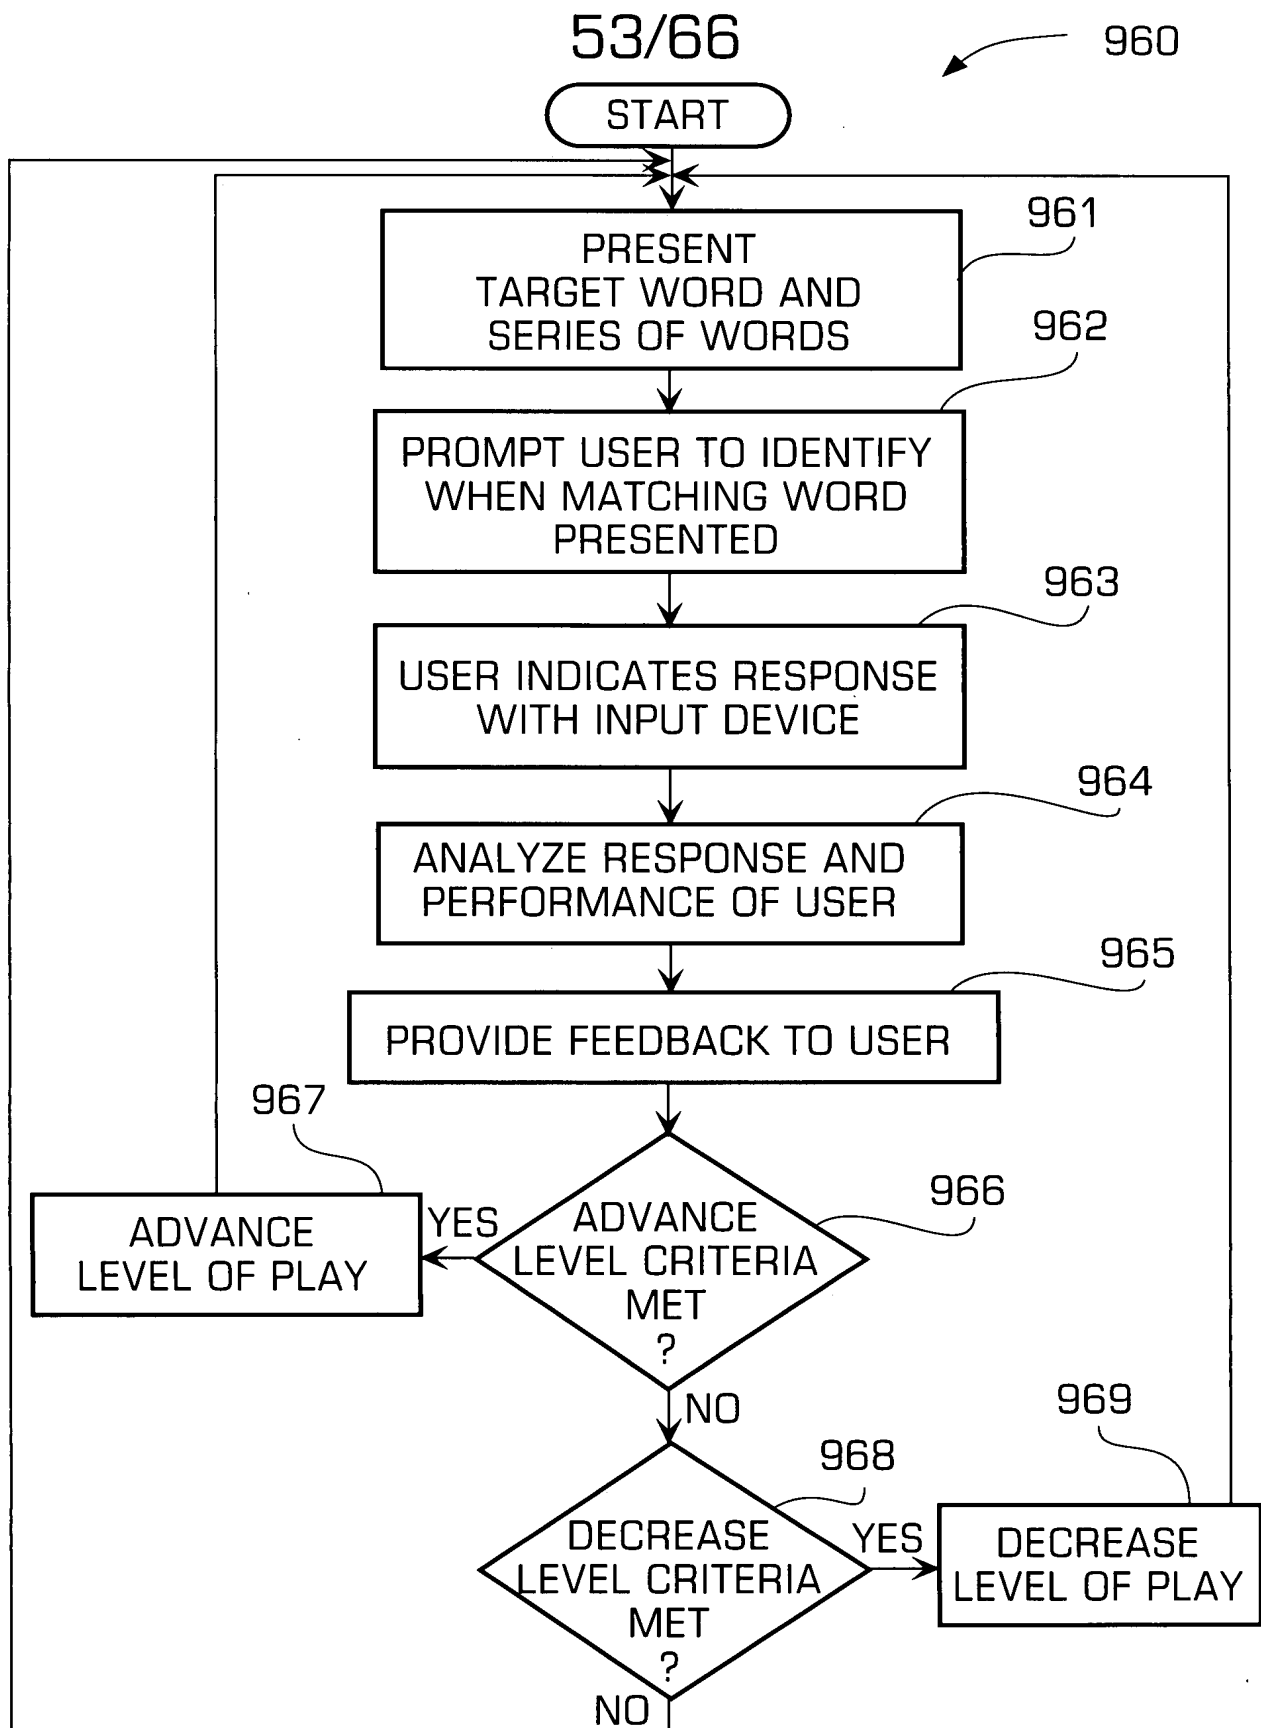 53/66
960
START
961
PRESENT
TARGET WORD AND
SERIES OF WORDS
962
PROMPT USER TO IDENTIFY
WHEN MATCHING WORD
PRESENTED
963
USER INDICATES RESPONSE
WITH INPUT DEVICE
964
ANALYZE RESPONSE AND
PERFORMANCE OF USER
965
PROVIDE FEEDBACK TO USER
967
ADVANCE
LEVEL OF PLAY
YES
966
ADVANCE
LEVEL CRITERIA
MET
?
NO
968
DECREASE
LEVEL CRITERIA
MET
?
YES
969
DECREASE
LEVEL OF PLAY
NO